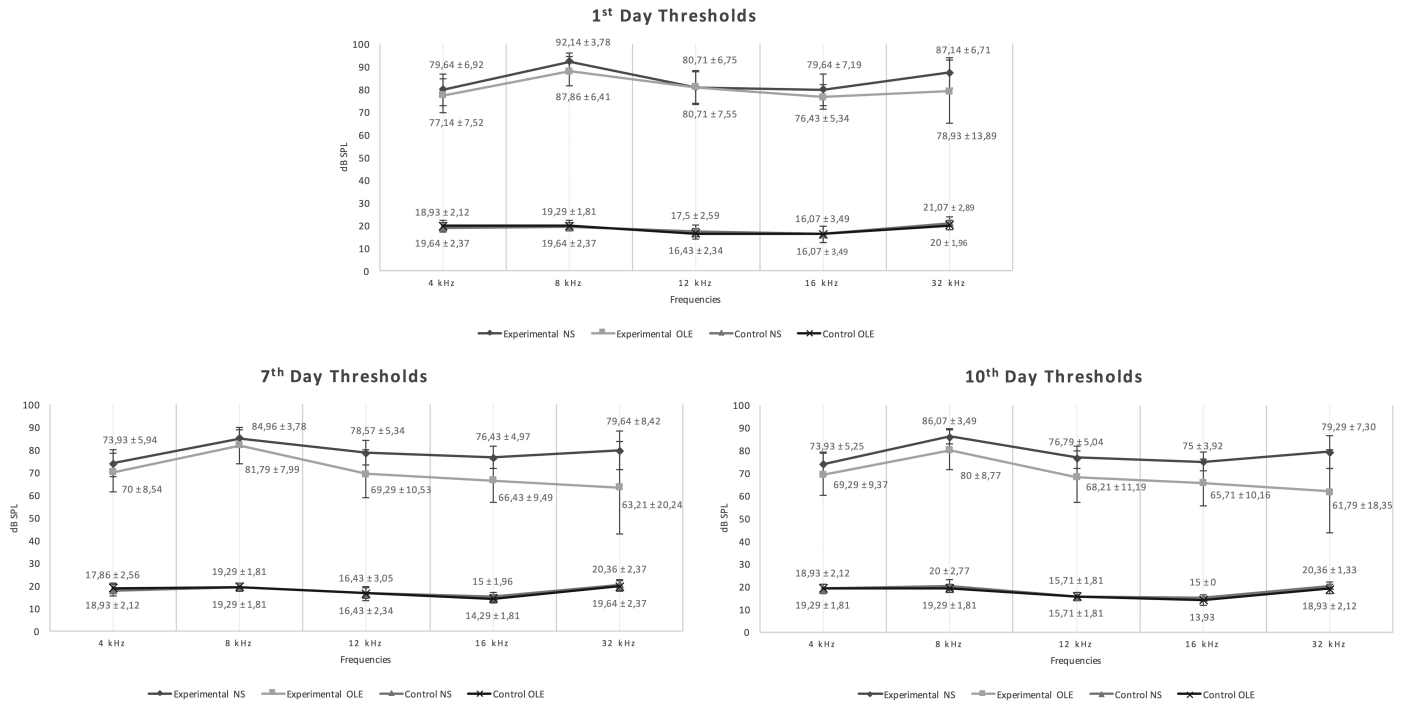 1st Day Thresholds
100
90
80
70
60
50
40
30
20
10
0
dB SPL
79,64 ± 6,92
92,14 ± 3,78
80,71 ± 6,75
79,64 ± 7,19
87,14 ± 6,71
77,14 ± 7,52
87,86 ± 6,41
80,71 ± 7,55
76,43 ± 5,34
78,93 ± 13,89
18,93 ± 2,12
19,29 ± 1,81
17,5 ± 2,59
16,07 ± 3,49
21,07 ± 2,89
19,64 ± 2,37
19,64 ± 2,37
16,43 ± 2,34
16,07 ± 3,49
20 ± 1,96
4 kHz 8 kHz 12 kHz 16 kHz 32 kHz
Frequencies
Experimental NS Experimental OLE Control NS Control OLE
7th Day Thresholds
100
90
80
70
60
50
40
30
20
10
0
dB SPL
73,93 ± 5,94
84,96 ± 3,78
78,57 ± 5,34
76,43 ± 4,97
79,64 ± 8,42
70 ± 8,54
81,79 ± 7,99
69,29 ± 10,53
66,43 ± 9,49
63,21 ± 20,24
17,86 ± 2,56
19,29 ± 1,81
16,43 ± 3,05
15 ± 1,96
20,36 ± 2,37
18,93 ± 2,12
19,29 ± 1,81
16,43 ± 2,34
14,29 ± 1,81
19,64 ± 2,37
4 kHz 8 kHz 12 kHz 16 kHz 32 kHz
Frequencies
Experimental NS Experimental OLE Control NS Control OLE
10th Day Thresholds
100
90
80
70
60
50
40
30
20
10
0
dB SPL
73,93 ± 5,25
86,07 ± 3,49
76,79 ± 5,04
75 ± 3,92
79,29 ± 7,30
69,29 ± 9,37
80 ± 8,77
68,21 ± 11,19
65,71 ± 10,16
61,79 ± 18,35
18,93 ± 2,12
20 ± 2,77
15,71 ± 1,81
15 ± 0
20,36 ± 1,33
19,29 ± 1,81
19,29 ± 1,81
15,71 ± 1,81
13,93
18,93 ± 2,12
4 kHz 8 kHz 12 kHz 16 kHz 32 kHz
Frequencies
Experimental NS Experimental OLE Control NS Control OLE